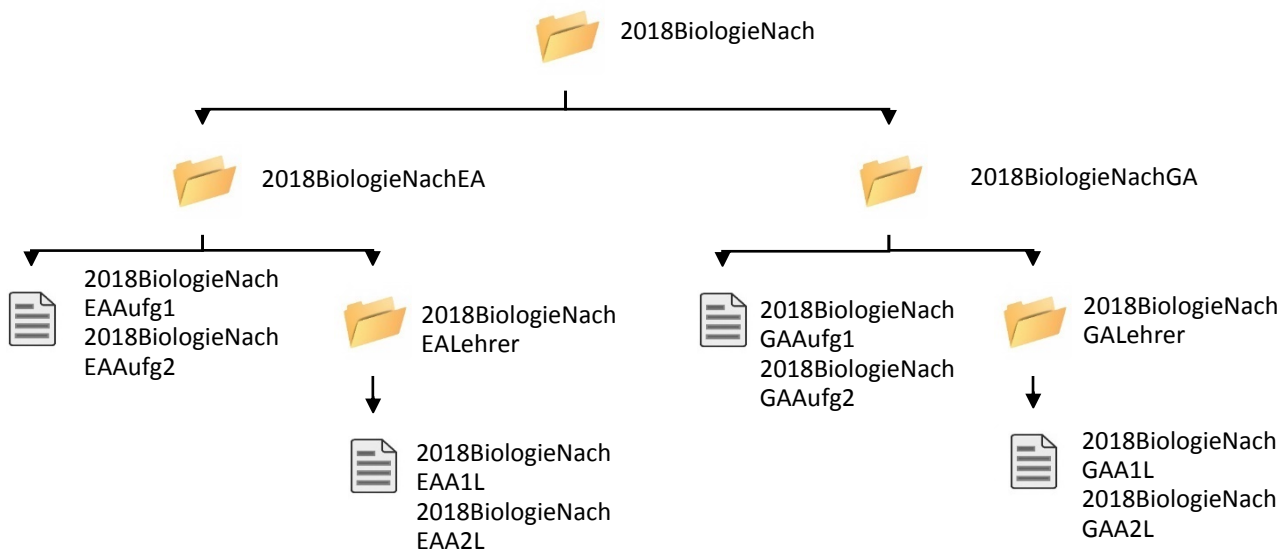 2018BiologieNach
2018BiologieNachEA
2018BiologieNachGA
2018BiologieNach
EAAufg1
2018BiologieNach
EAAufg2
2018BiologieNach
EALehrer
2018BiologieNach
GAAufg1
2018BiologieNach
GAAufg2
2018BiologieNach
GALehrer
2018BiologieNach
EAA1L
2018BiologieNach
EAA2L
2018BiologieNach
GAA1L
2018BiologieNach
GAA2L